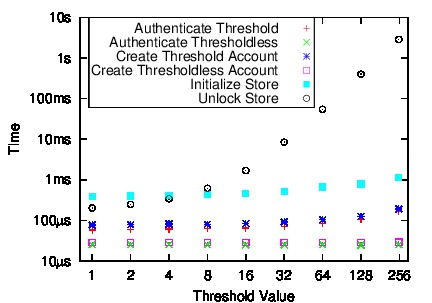 10s
1s
100ms
10ms
1ms
100µs
10µs
Time
Authenticate Threshold
Authenticate Thresholdless
Create Threshold Account
Create Thresholdless Account
Initialize Store
Unlock Store
1 2 4 8 16 32 64 128 256
Threshold Value